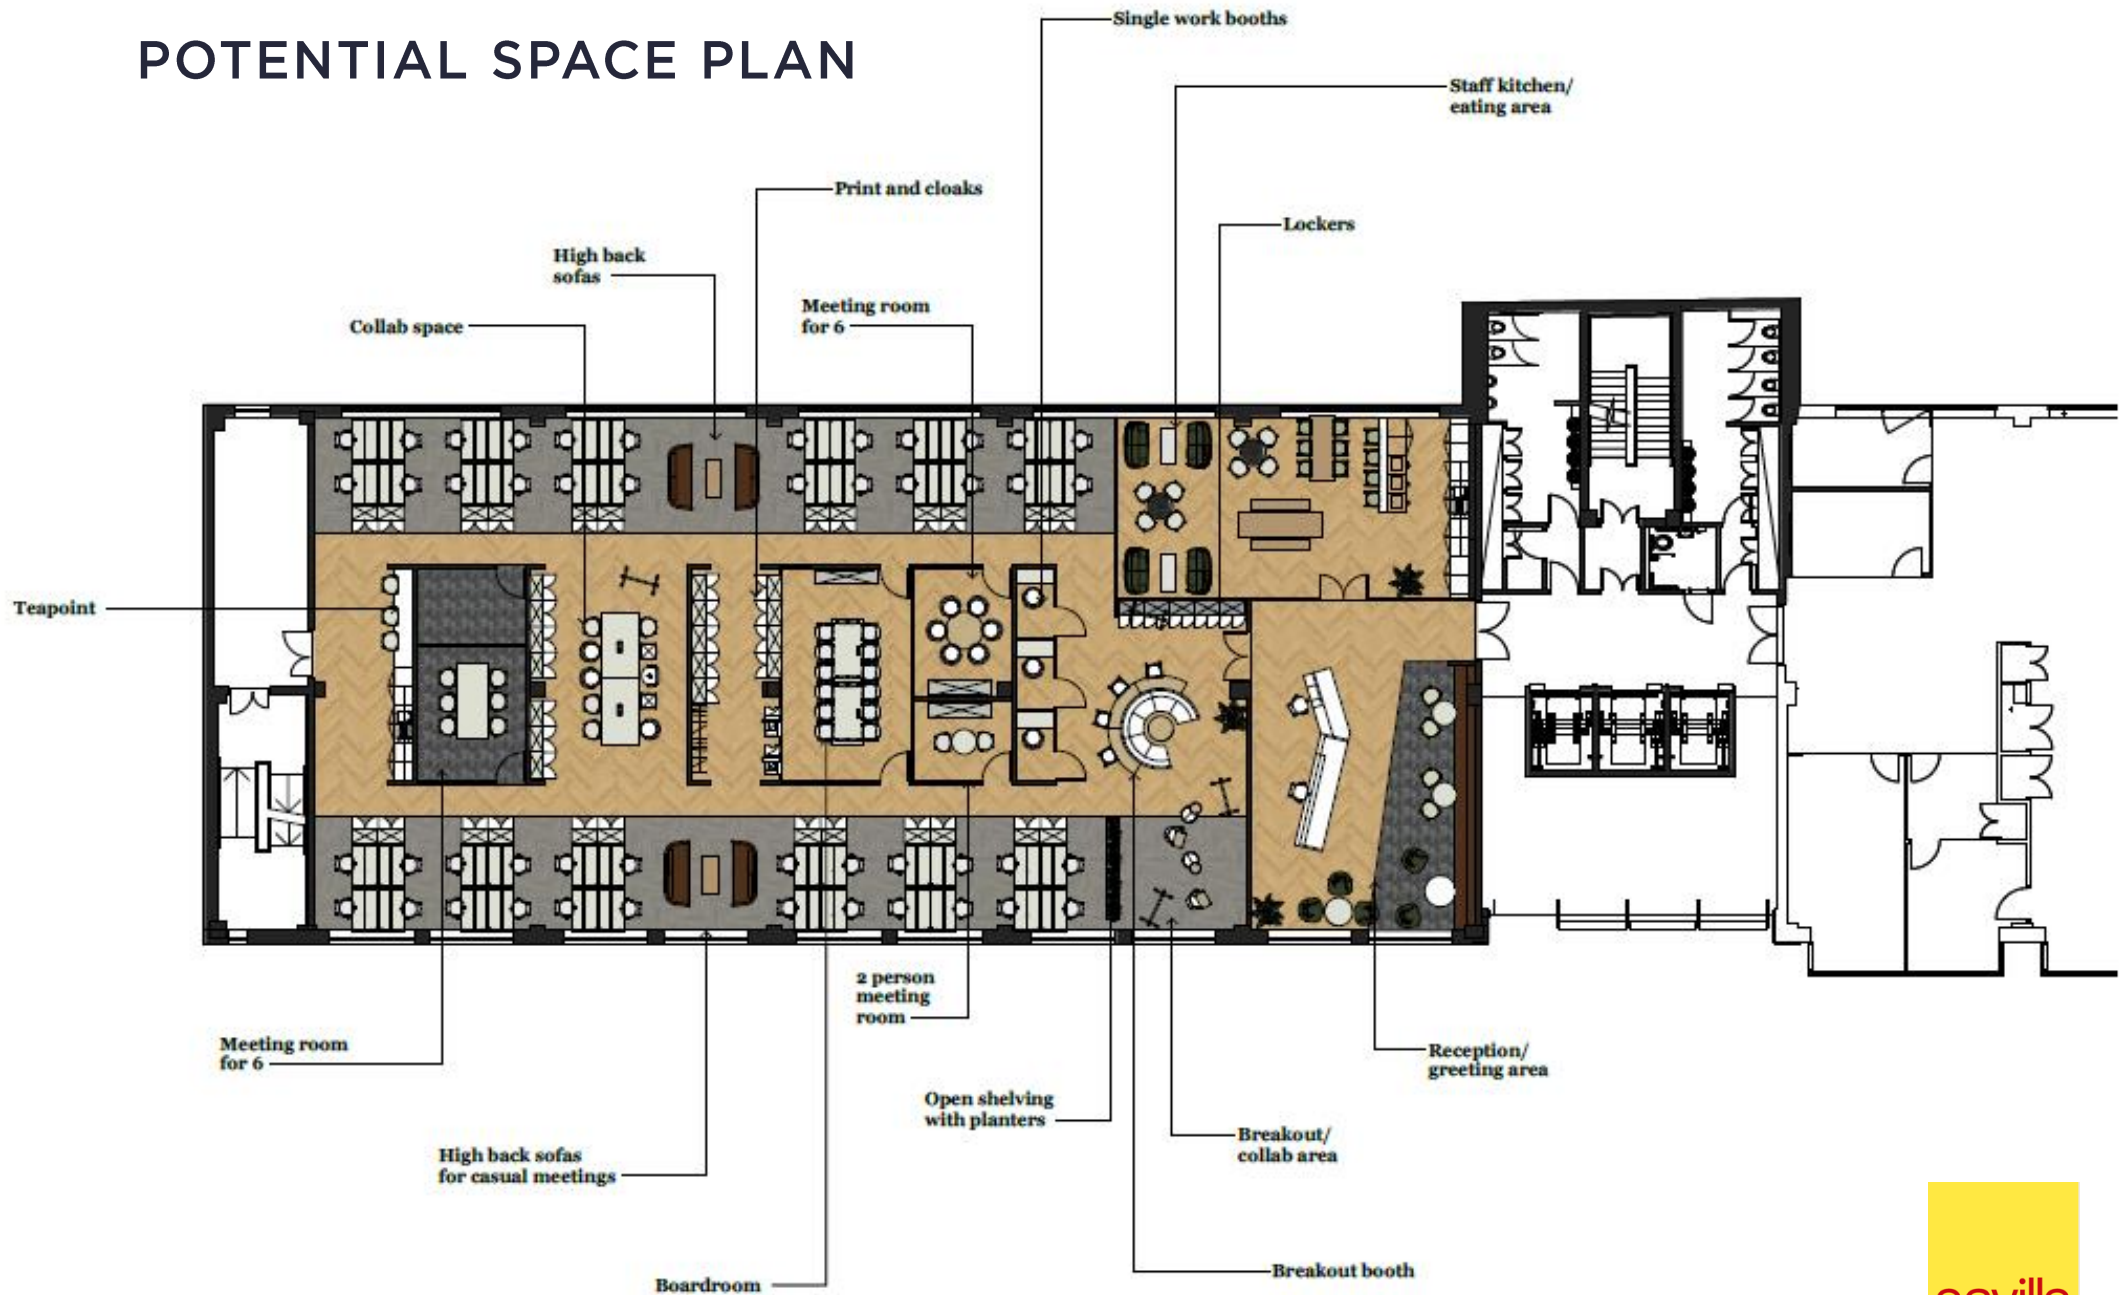 POTENTIAL SPACE PLAN
Single work booths
Staff kitchen/
eating area
Print and cloaks
Lockers
High back
sofas
Meeting room
for 6
Collab space
Teapoint
2 person
meeting
room
Meeting room
for 6
Reception/
greeting area
Open shelving
with planters
Breakout/
collab area
High back sofas
for casual meetings
Breakout booth
Boardroom